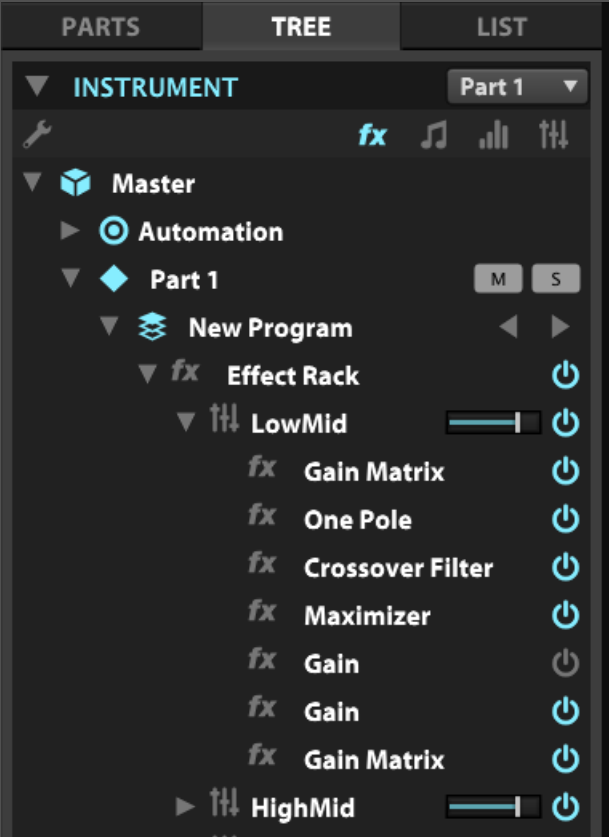 PARTS TREE LIST
INSTRUMENT Part 1
fx
Master
Automation
Part 1 M S
New Program
fx Effect Rack
LowMid
fx Gain Matrix
fx One Pole
fx Crossover Filter
fx Maximizer
fx Gain
fx Gain
fx Gain Matrix
HighMid